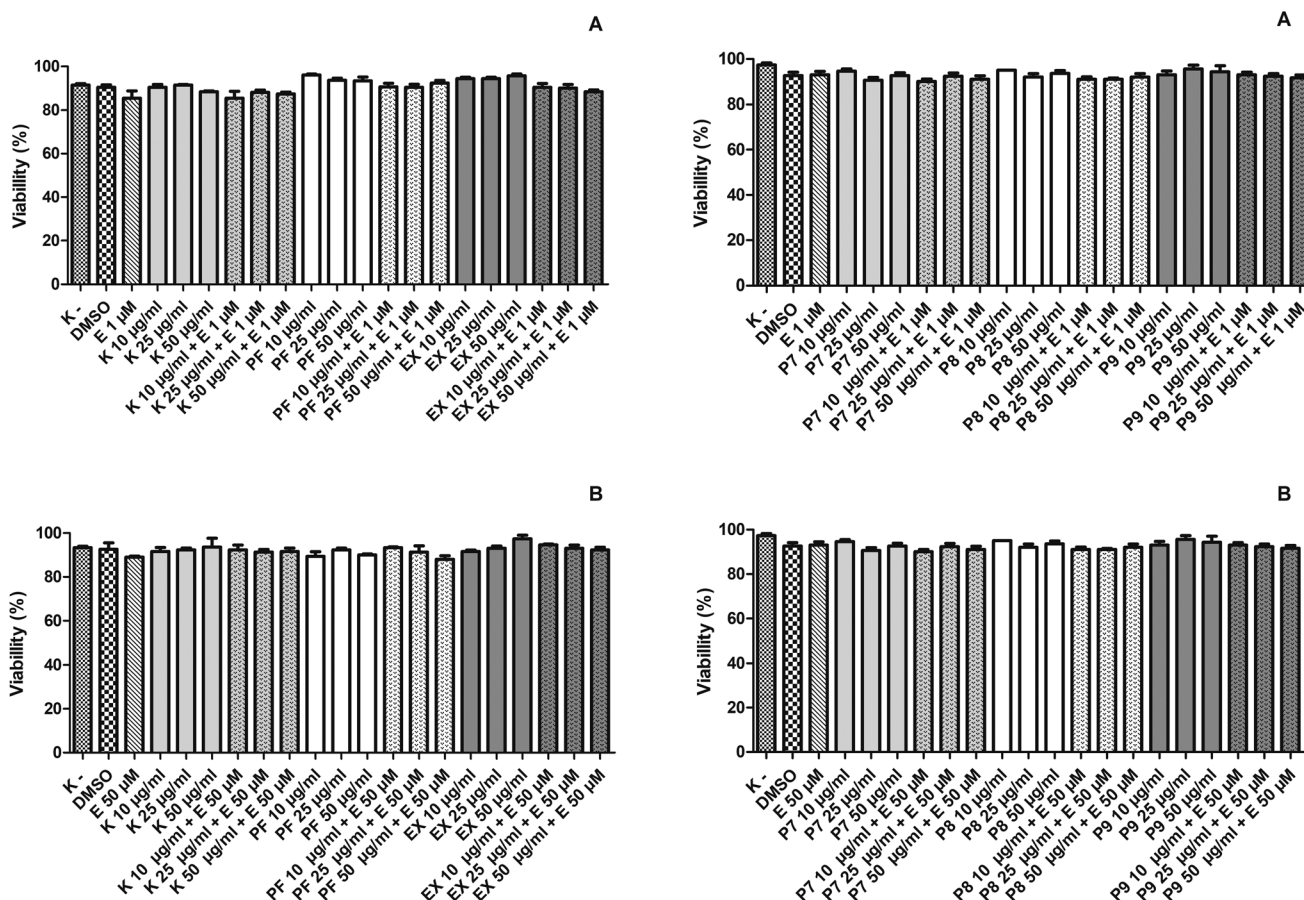 A
Viabillity (%)
100
80
60
40
20
0
K -
DMSO
E 1 µM
K 10 µg/ml
K 25 µg/ml
K 50 µg/ml
K 10 µg/ml + E 1 µM
K 25 µg/ml + E 1 µM
K 50 µg/ml + E 1 µM
PF 10 µg/ml
PF 25 µg/ml
PF 50 µg/ml
PF 10 µg/ml + E 1 µM
PF 25 µg/ml + E 1 µM
PF 50 µg/ml + E 1 µM
EX 10 µg/ml
EX 25 µg/ml
EX 50 µg/ml
EX 10 µg/ml + E 1 µM
EX 25 µg/ml + E 1 µM
EX 50 µg/ml + E 1 µM
A
Viabillity (%)
100
80
60
40
20
0
K -
DMSO
E 1 µM
P7 10 µg/ml
P7 25 µg/ml
P7 50 µg/ml
P7 10 µg/ml + E 1 µM
P7 25 µg/ml + E 1 µM
P7 50 µg/ml + E 1 µM
P8 10 µg/ml
P8 25 µg/ml
P8 50 µg/ml
P8 10 µg/ml + E 1 µM
P8 25 µg/ml + E 1 µM
P8 50 µg/ml + E 1 µM
P9 10 µg/ml
P9 25 µg/ml
P9 50 µg/ml
P9 10 µg/ml + E 1 µM
P9 25 µg/ml + E 1 µM
P9 50 µg/ml + E 1 µM
B
Viabillity (%)
100
80
60
40
20
0
K -
DMSO
E 50 µM
K 10 µg/ml
K 25 µg/ml
K 50 µg/ml
K 10 µg/ml + E 50 µM
K 25 µg/ml + E 50 µM
K 50 µg/ml + E 50 µM
PF 10 µg/ml
PF 25 µg/ml
PF 50 µg/ml
PF 10 µg/ml + E 50 µM
PF 25 µg/ml + E 50 µM
PF 50 µg/ml + E 50 µM
EX 10 µg/ml
EX 25 µg/ml
EX 50 µg/ml
EX 10 µg/ml + E 50 µM
EX 25 µg/ml + E 50 µM
EX 50 µg/ml + E 50 µM
B
Viabillity (%)
100
80
60
40
20
0
K -
DMSO
E 50 µM
P7 10 µg/ml
P7 25 µg/ml
P7 50 µg/ml
P7 10 µg/ml + E 50 µM
P7 25 µg/ml + E 50 µM
P7 50 µg/ml + E 50 µM
P8 10 µg/ml
P8 25 µg/ml
P8 50 µg/ml
P8 10 µg/ml + E 50 µM
P8 25 µg/ml + E 50 µM
P8 50 µg/ml + E 50 µM
P9 10 µg/ml
P9 25 µg/ml
P9 50 µg/ml
P9 10 µg/ml + E 50 µM
P9 25 µg/ml + E 50 µM
P9 50 µg/ml + E 50 µM